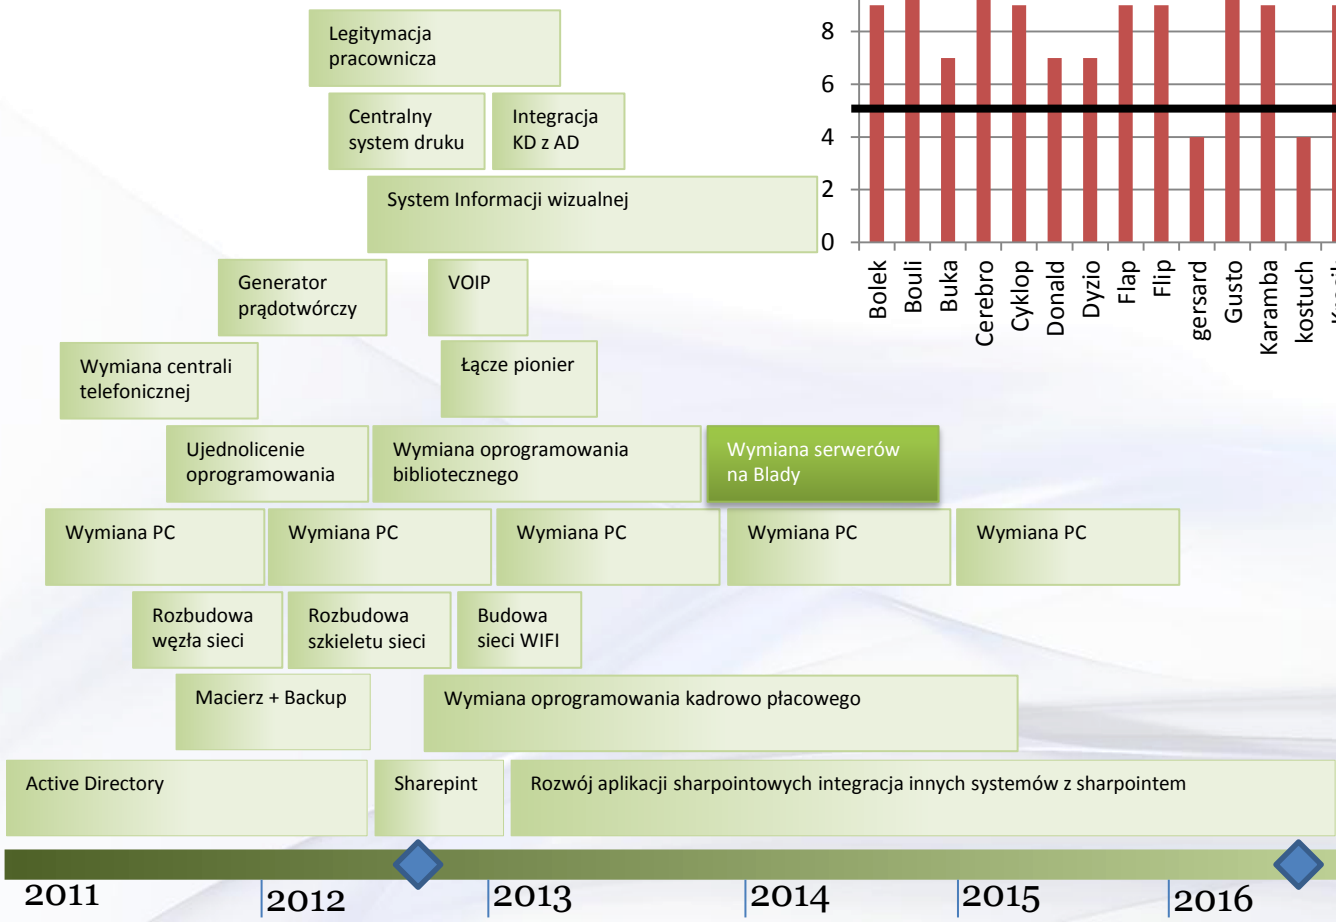 Legitymacja
pracownicza
Centralny
system druku
Integracja
KD z AD
System Informacji wizualnej
Generator
prądotwórczy
VOIP
Wymiana centrali
telefonicznej
Łącze pionier
Ujednolicenie
oprogramowania
Wymiana oprogramowania
bibliotecznego
Wymiana serwerów
na Blady
Wymiana PC
Wymiana PC
Wymiana PC
Wymiana PC
Wymiana PC
Rozbudowa
węzła sieci
Rozbudowa
szkieletu sieci
Budowa
sieci WIFI
Macierz + Backup
Wymiana oprogramowania kadrowo płacowego
Active Directory
Sharepint
Rozwój aplikacji sharpointowych integracja innych systemów z sharpointem
2011
2012
2013
2014
2015
2016
8
6
4
2
0
Bolek
Bouli
Buka
Cerebro
Cyklop
Donald
Dyzio
Flap
Flip
gersard
Gusto
Karamba
kostuch